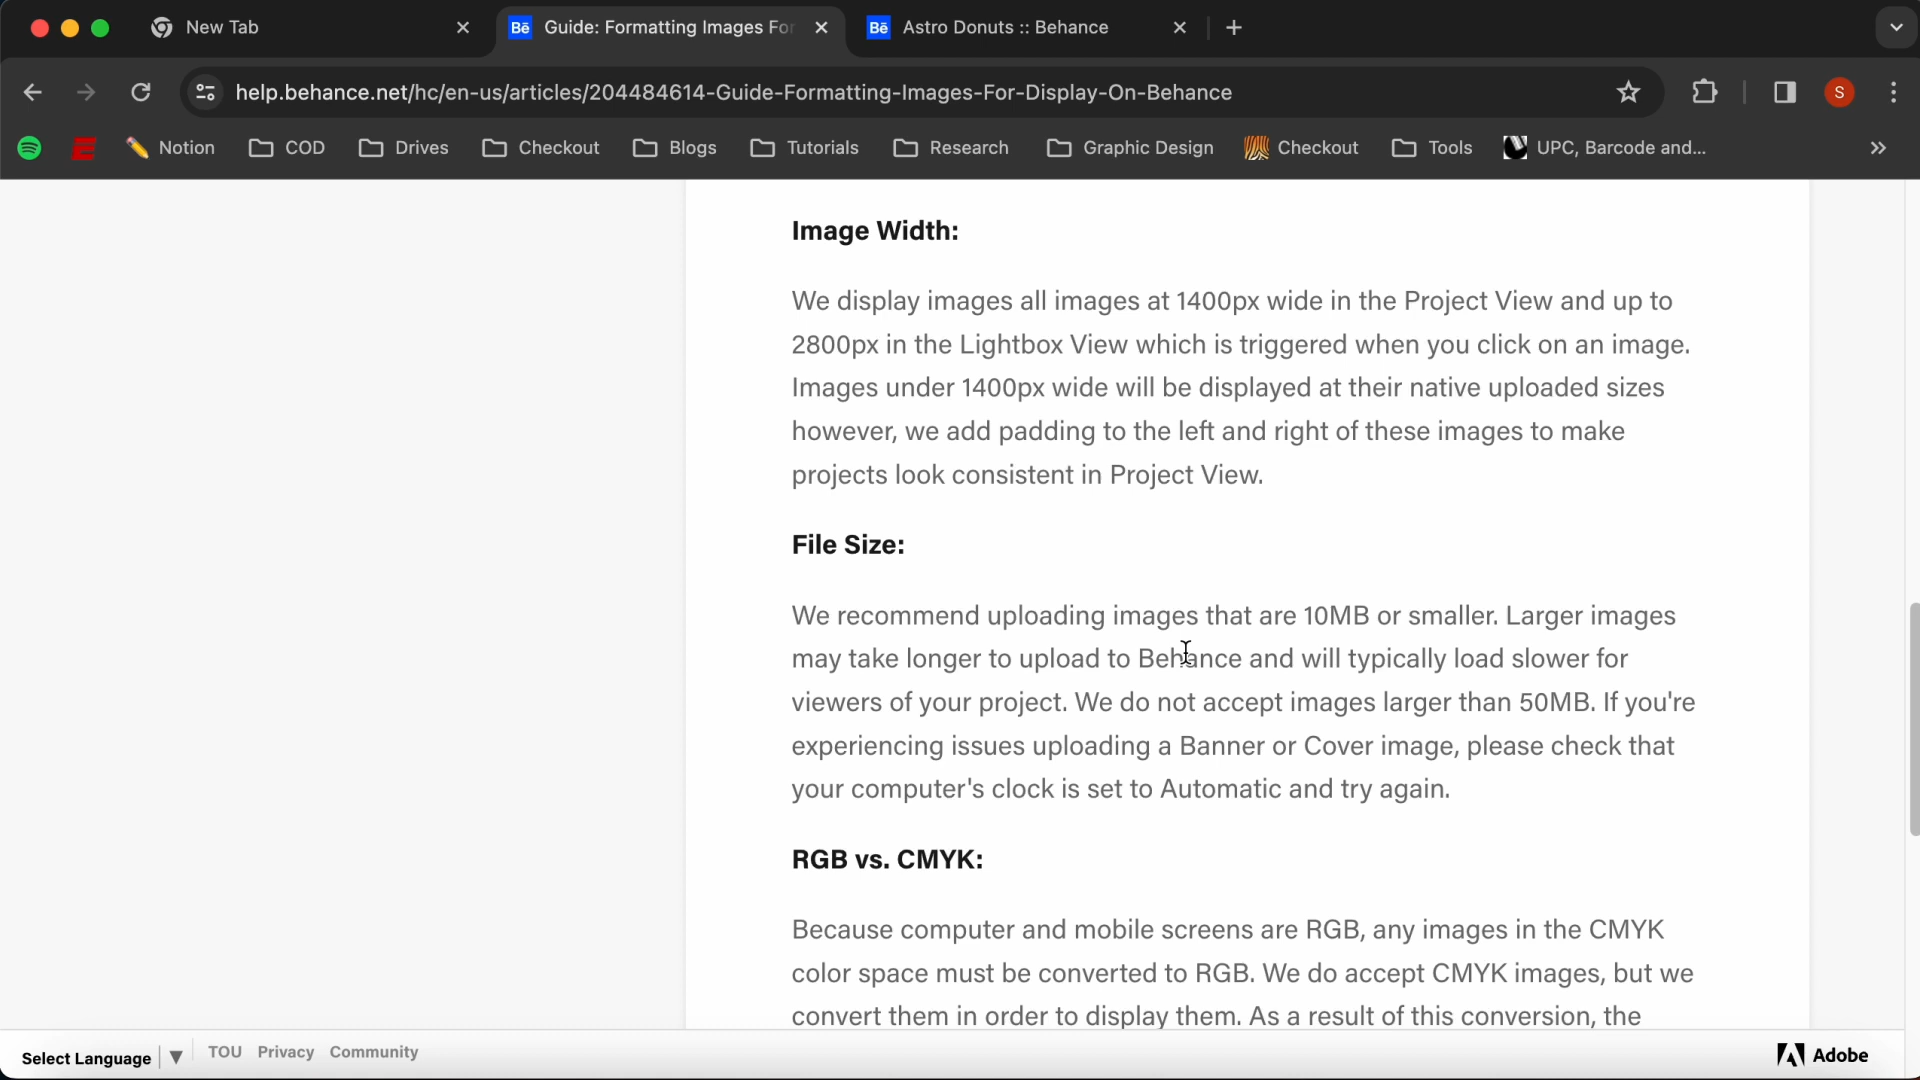 New Tab
Bē Guide: Formatting Images For
Bē Astro Donuts :: Behance
help.behance.net/hc/en-us/articles/204484614-Guide-Formatting-Images-For-Display-On-Behance
S
Notion COD Drives Checkout Blogs Tutorials Research Graphic Design Checkout Tools UPC, Barcode and...
Image Width:
We display images all images at 1400px wide in the Project View and up to
2800px in the Lightbox View which is triggered when you click on an image.
Images under 1400px wide will be displayed at their native uploaded sizes
however, we add padding to the left and right of these images to make
projects look consistent in Project View.
File Size:
We recommend uploading images that are 10MB or smaller. Larger images
may take longer to upload to Behance and will typically load slower for
viewers of your project. We do not accept images larger than 50MB. If you're
experiencing issues uploading a Banner or Cover image, please check that
your computer's clock is set to Automatic and try again.
RGB vs. CMYK:
Because computer and mobile screens are RGB, any images in the CMYK
color space must be converted to RGB. We do accept CMYK images, but we
convert them in order to display them. As a result of this conversion, the
Select Language ▼ TOU Privacy Community
Adobe